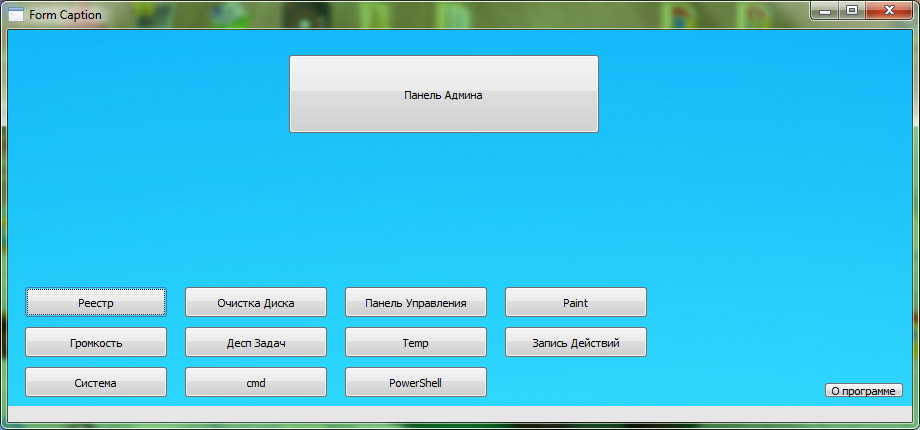 Form Caption
Панель Админа
Реестр
Очистка Диска
Панель Управления
Paint
Громкость
Десп Задач
Temp
Запись Действий
Система
cmd
PowerShell
О программе